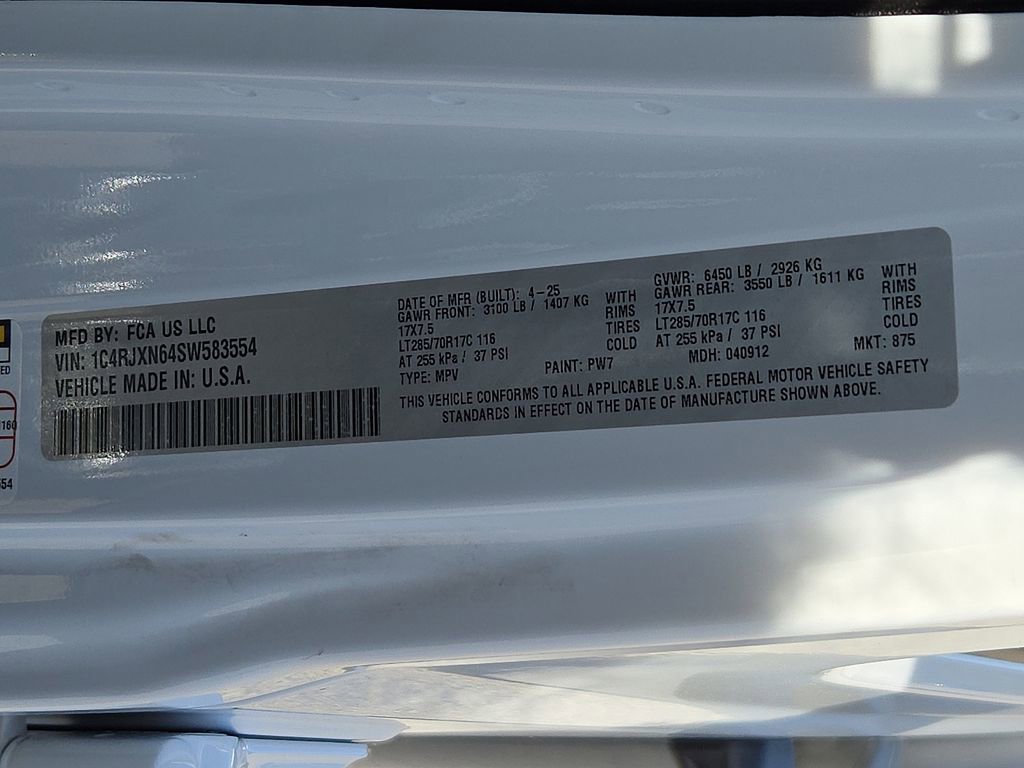 MFD BY: FCA US LLC
VIN: 1C4RJXN64SW583554
VEHICLE MADE IN: U.S.A.
DATE OF MFR (BUILT): 4-25
GAWR FRONT: 3100 LB / 1407 KG WITH
17X7.5 RIMS
LT285/70R17C 116 TIRES
AT 255 kPa / 37 PSI COLD
TYPE: MPV PAINT: PW7
GVWR: 6450 LB / 2926 KG
GAWR REAR: 3550 LB / 1611 KG WITH
17X7.5 RIMS
LT285/70R17C 116 TIRES
AT 255 kPa / 37 PSI COLD
MDH: 040912 MKT: 875
THIS VEHICLE CONFORMS TO ALL APPLICABLE U.S.A. FEDERAL MOTOR VEHICLE SAFETY
STANDARDS IN EFFECT ON THE DATE OF MANUFACTURE SHOWN ABOVE.
ED
160
554